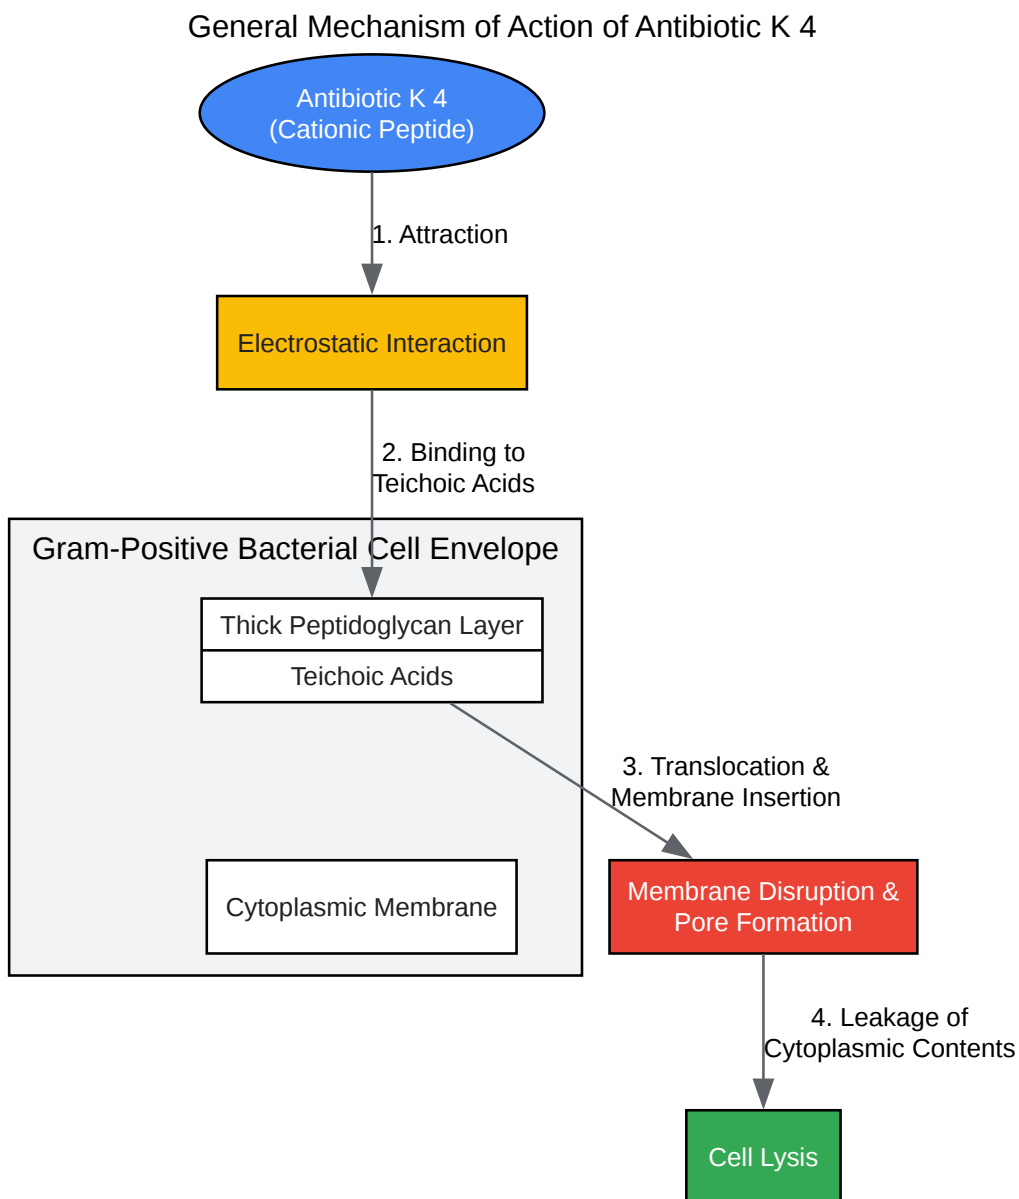 General Mechanism of Action of Antibiotic K 4
Antibiotic K 4
(Cationic Peptide)
1. Attraction
Electrostatic Interaction
2. Binding to
Teichoic Acids
Gram-Positive Bacterial Cell Envelope
Thick Peptidoglycan Layer
Teichoic Acids
3. Translocation &
Membrane Insertion
Cytoplasmic Membrane
Membrane Disruption &
Pore Formation
4. Leakage of
Cytoplasmic Contents
Cell Lysis